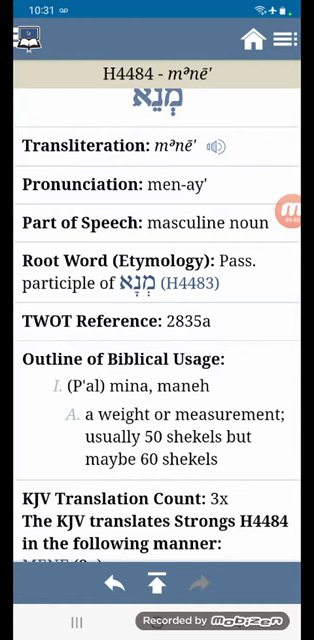 10:31
H4484 - mᵉnē'
מְנֵא
Transliteration: mᵉnē'
Pronunciation: men-ay'
Part of Speech: masculine noun
Root Word (Etymology): Pass.
participle of מְנָא (H4483)
TWOT Reference: 2835a
Outline of Biblical Usage:
I. (P'al) mina, maneh
A. a weight or measurement;
usually 50 shekels but
maybe 60 shekels
KJV Translation Count: 3x
The KJV translates Strongs H4484
in the following manner:
Recorded by mobizen